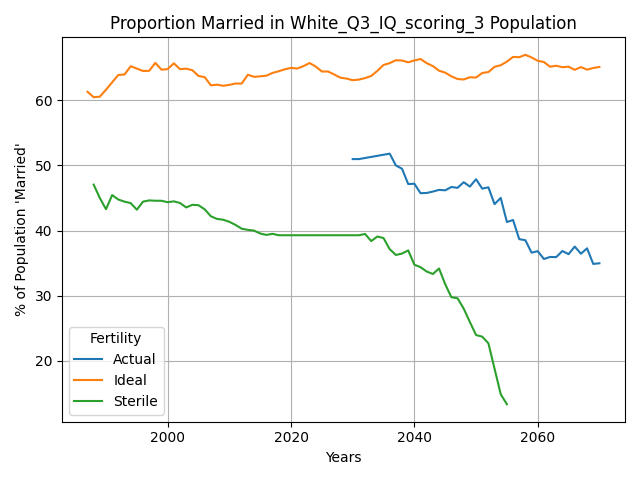 Proportion Married in White_Q3_IQ_scoring_3 Population
% of Population 'Married'
60
50
40
30
20
Fertility
Actual
Ideal
Sterile
2000
2020
2040
2060
Years